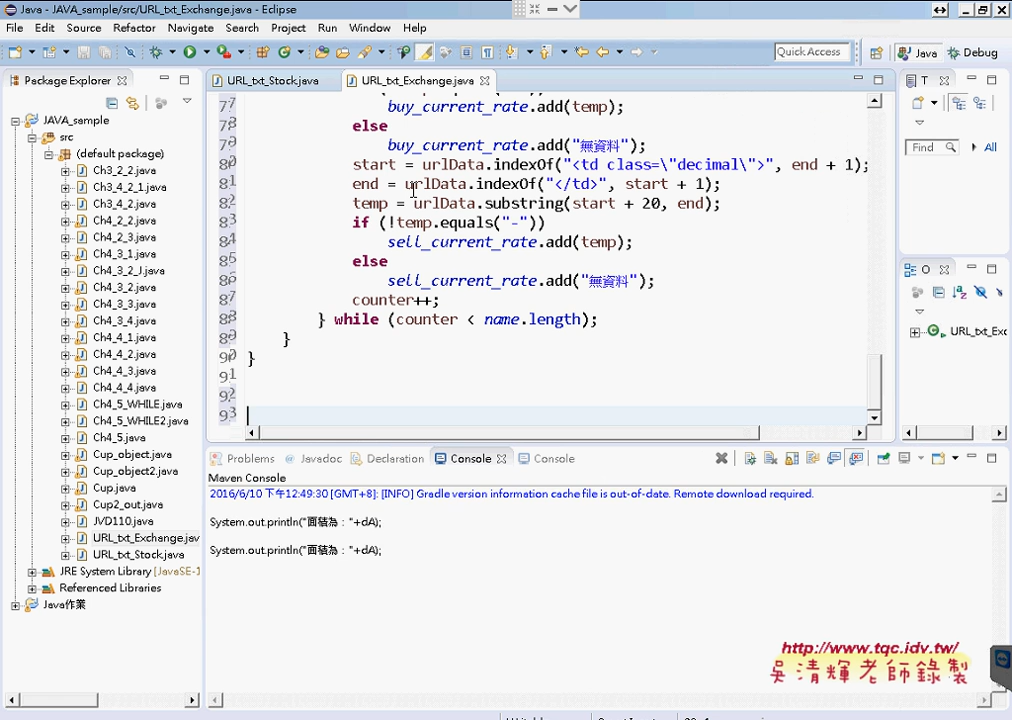 Java - JAVA_sample/src/URL_txt_Exchange.java - Eclipse
File Edit Source Refactor Navigate Search Project Run Window Help
Quick Access Java Debug
Package Explorer
URL_txt_Stock.java URL_txt_Exchange.java
JAVA_sample
src
(default package)
Ch3_2_2.java
Ch3_4_2_1.java
Ch3_4_2.java
Ch4_2_2.java
Ch4_2_3.java
Ch4_3_1.java
Ch4_3_2_I.java
Ch4_3_2.java
Ch4_3_3.java
Ch4_3_4.java
Ch4_4_1.java
Ch4_4_2.java
Ch4_4_3.java
Ch4_4_4.java
Ch4_5_WHILE.java
Ch4_5_WHILE2.java
Ch4_5.java
Cup_object.java
Cup_object2.java
Cup.java
Cup2_out.java
JVD110.java
URL_txt_Exchange.jav
URL_txt_Stock.java
JRE System Library [JavaSE-1
Referenced Libraries
Java作業
77 buy_current_rate.add(temp);
78 else
79 buy_current_rate.add("無資料");
80 start = urlData.indexOf("<td class=\"decimal\">", end + 1);
81 end = urlData.indexOf("</td>", start + 1);
82 temp = urlData.substring(start + 20, end);
83 if (!temp.equals("-"))
84 sell_current_rate.add(temp);
85 else
86 sell_current_rate.add("無資料");
87 counter++;
88 } while (counter < name.length);
89 }
90 }
91
92
93
T
Find All
O
URL_txt_Exc
Problems Javadoc Declaration Console Console
Maven Console
2016/6/10 下午12:49:30 [GMT+8]: [INFO] Gradle version information cache file is out-of-date. Remote download required.
System.out.println("面積為："+dA);
System.out.println("面積為："+dA);
http://www.tqc.idv.tw/
吳清輝老師錄製